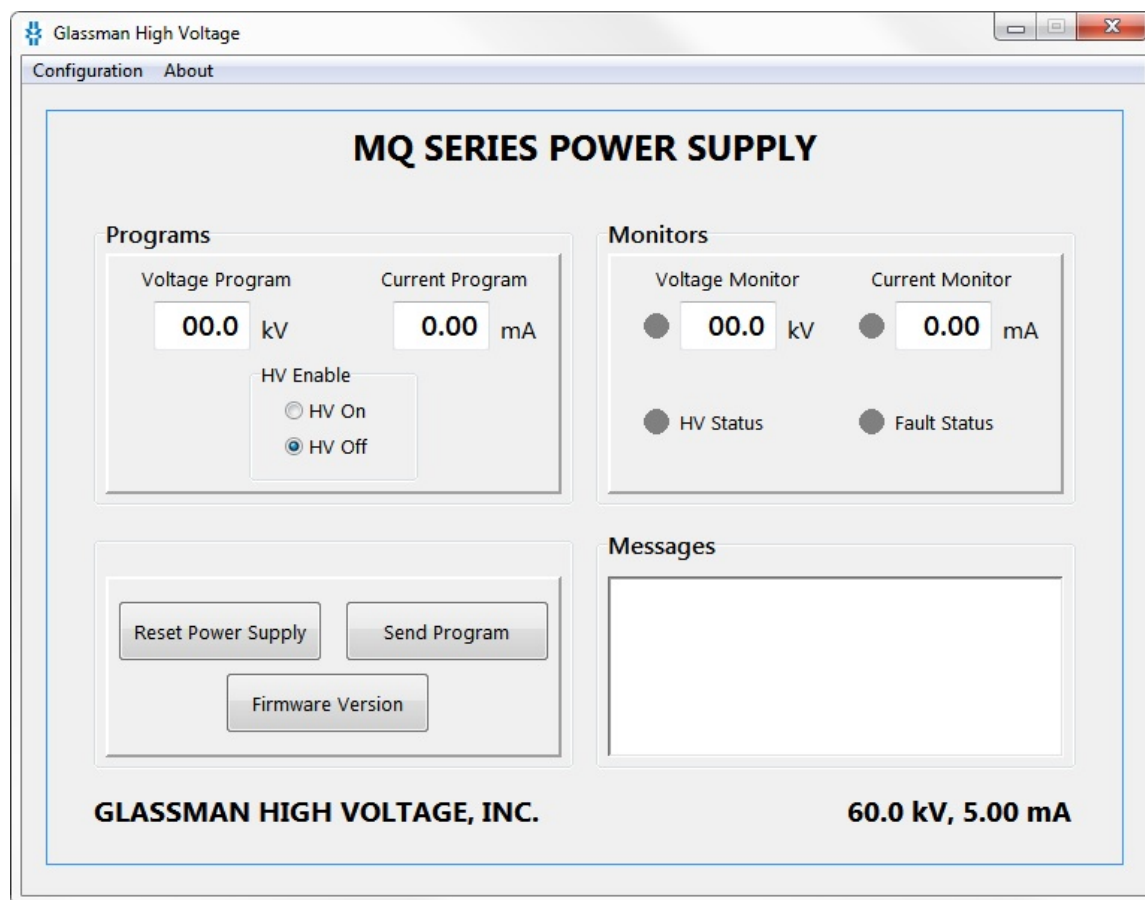 Glassman High Voltage
Configuration About
MQ SERIES POWER SUPPLY
Programs
Voltage Program Current Program
00.0 kV 0.00 mA
HV Enable
HV On
HV Off
Monitors
Voltage Monitor Current Monitor
00.0 kV 0.00 mA
HV Status Fault Status
Reset Power Supply Send Program
Firmware Version
Messages
GLASSMAN HIGH VOLTAGE, INC. 60.0 kV, 5.00 mA